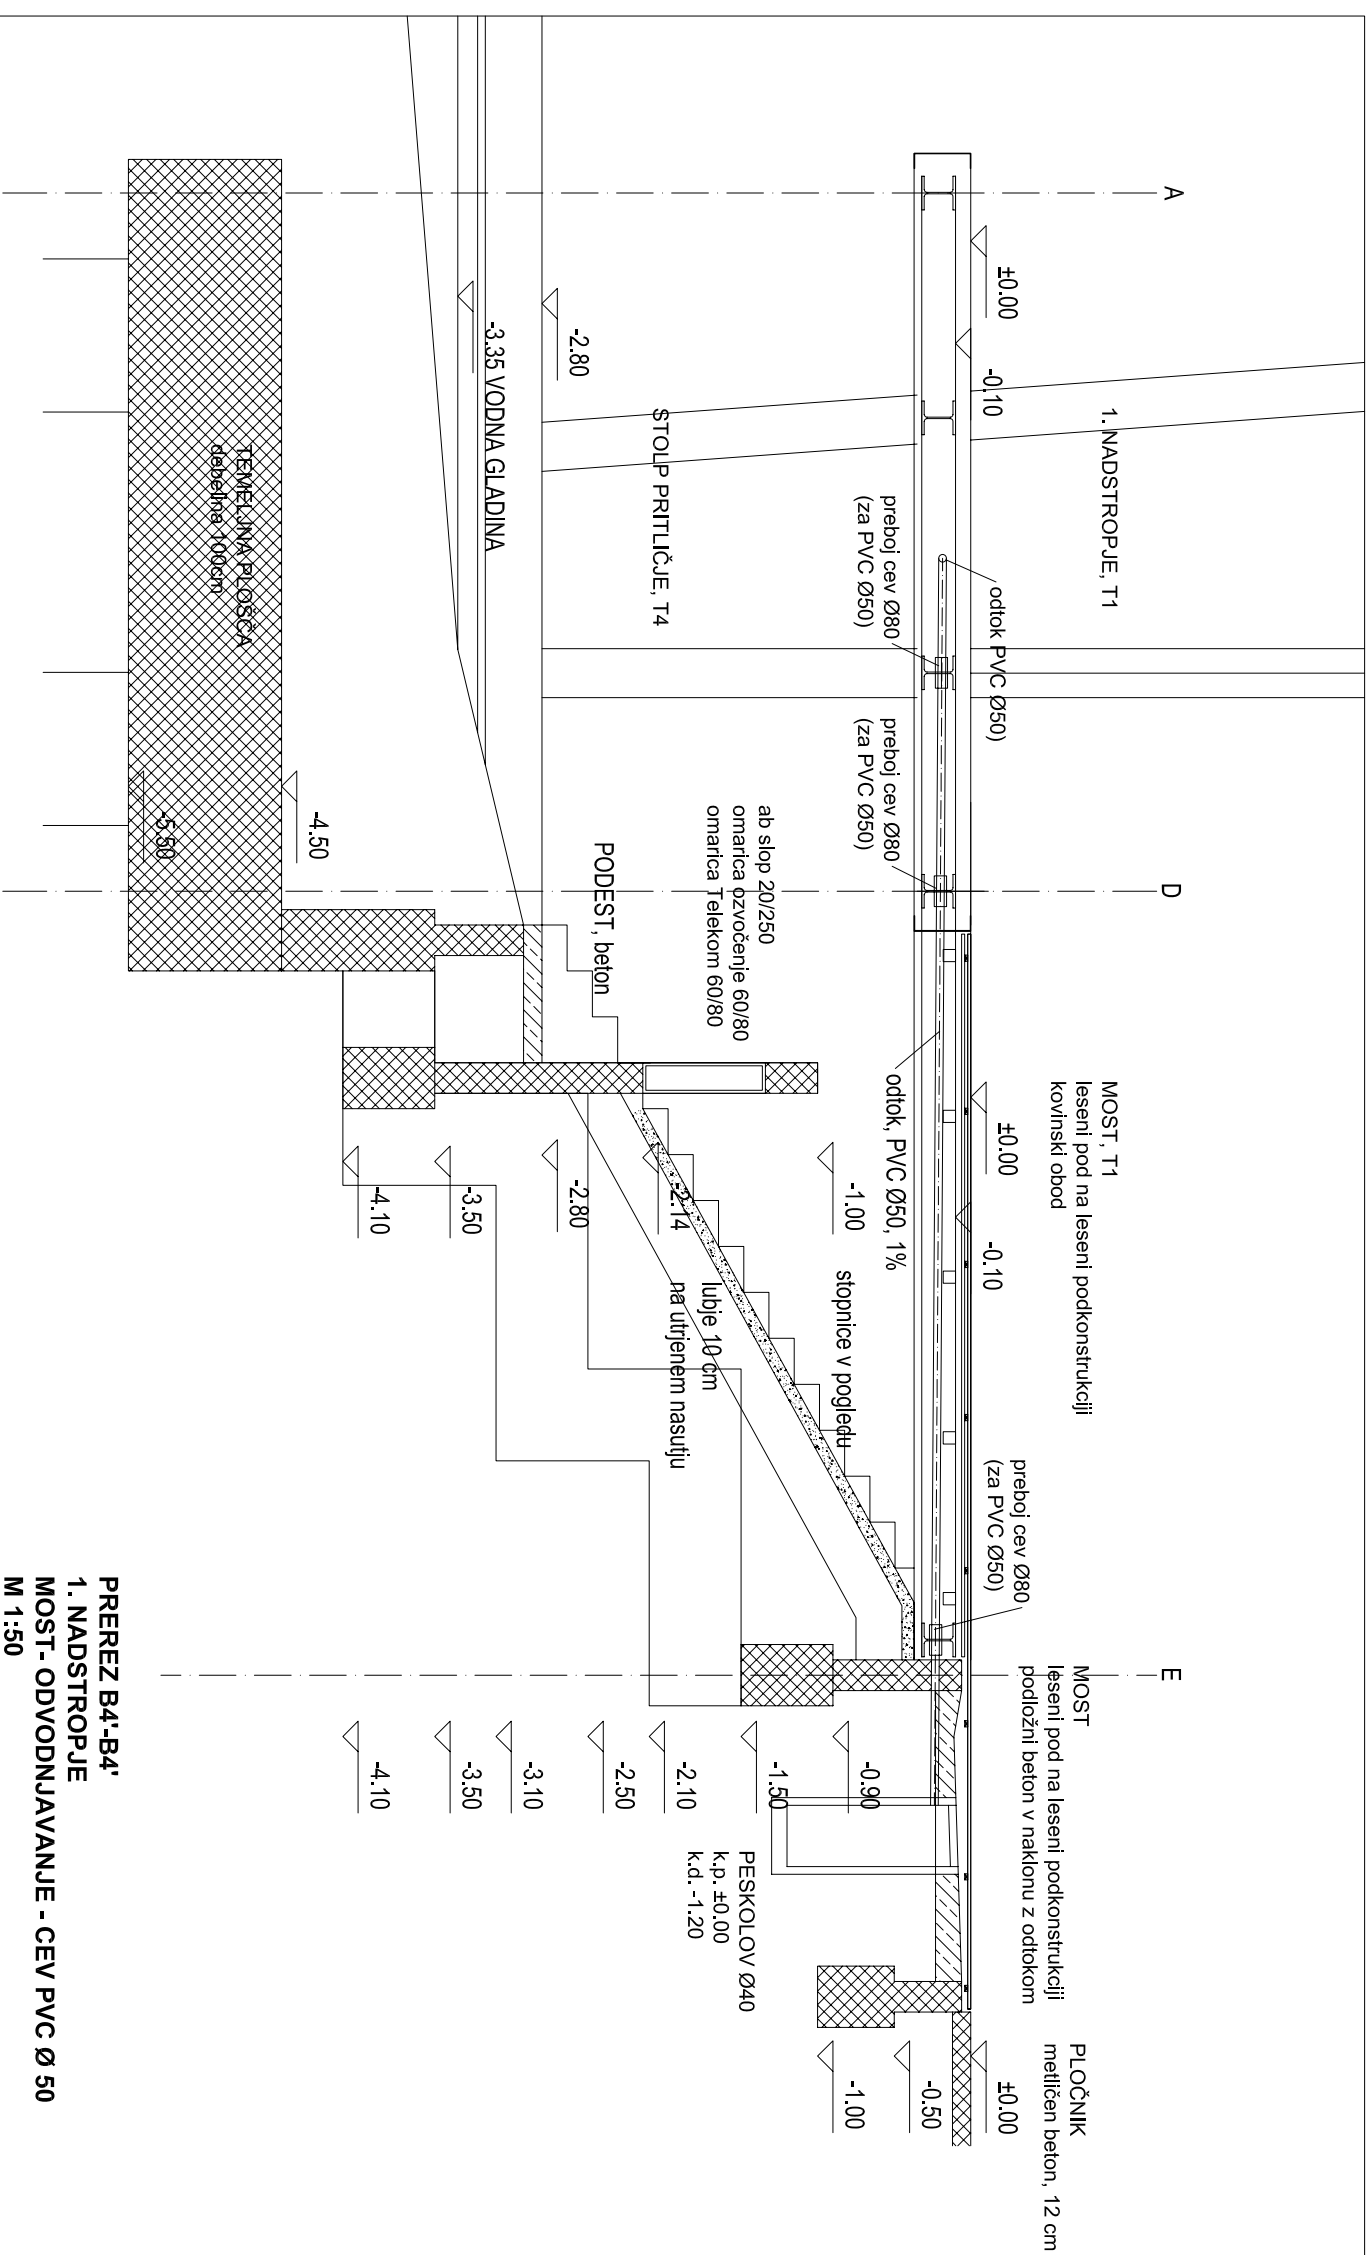 A
D
E
±0.00
-0.10
1. NADSTROPJE, T1
odtok PVC Ø50)
preboj cev Ø80
(za PVC Ø50)
preboj cev Ø80
(za PVC Ø50)
MOST, T1
leseni pod na leseni podkonstrukciji
kovinski obod
±0.00
-0.10
preboj cev Ø80
(za PVC Ø50)
MOST
leseni pod na leseni podkonstrukciji
podložni beton v naklonu z odtokom
PLOČNIK
metličen beton, 12 cm
±0.00
-0.50
-1.00
odtok, PVC Ø50, 1%
STOLP PRITLIČJE, T4
-2.80
-3.35 VODNA GLADINA
ab slop 20/250
omarica ozvočenje 60/80
omarica Telekom 60/80
PODEST, beton
stopnice v pogledu
lubje 10 cm
na utrjenem nasutju
-1.00
-2.14
-2.80
-3.50
-4.10
-0.90
-1.50
-2.10
-2.50
-3.10
-3.50
-4.10
PESKOLOV Ø40
k.p. ±0.00
k.d. -1.20
TEMELJNA PLOŠČA
debelina 100cm
-4.50
-5.50
PREREZ B4'-B4'
1. NADSTROPJE
MOST- ODVODNJAVANJE - CEV PVC Ø 50
M 1:50